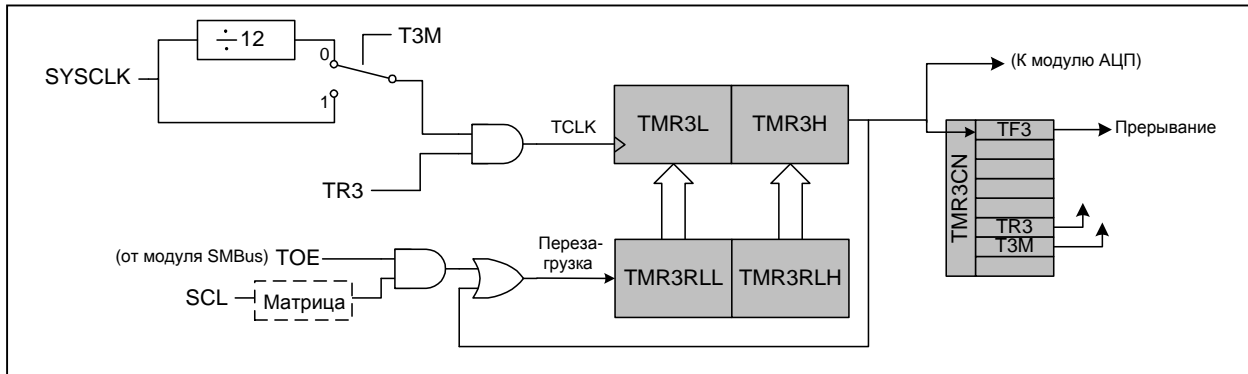 ÷ 12
T3M
SYSCLK
0
1
(К модулю АЦП)
TCLK
TMR3L
TMR3H
TF3
Прерывание
TR3
TMR3CN
TR3
T3M
(от модуля SMBus) TOE
Переза-
грузка
TMR3RLL
TMR3RLH
SCL
Матрица